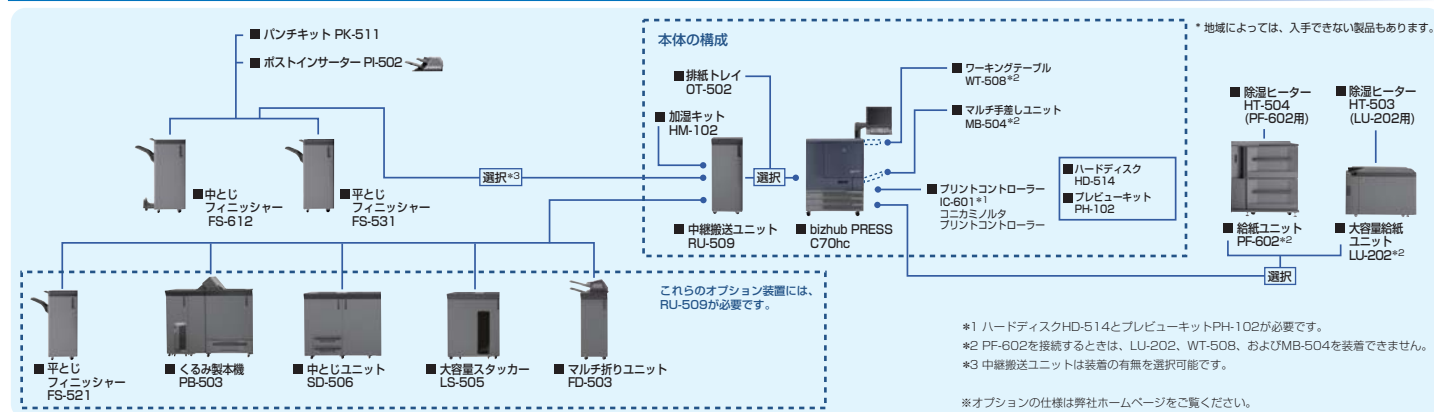 ■ パンチキット PK-511
■ ポストインサーター PI-502
■ 中とじ
フィニッシャー
FS-612
■ 平とじ
フィニッシャー
FS-531
選択*3
本体の構成
■ 排紙トレイ
OT-502
■ 加湿キット
HM-102
選択
■ 中継搬送ユニット
RU-509
■ bizhub PRESS
C70hc
■ ワーキングテーブル
WT-508*2
■ マルチ手差しユニット
MB-504*2
■ プリントコントローラー
IC-601*1
コニカミノルタ
プリントコントローラー
■ ハードディスク
HD-514
■ プレビューキット
PH-102
* 地域によっては、入手できない製品もあります。
■ 除湿ヒーター
HT-504
(PF-602用)
■ 除湿ヒーター
HT-503
(LU-202用)
■ 給紙ユニット
PF-602*2
■ 大容量給紙
ユニット
LU-202*2
選択
これらのオプション装置には、
RU-509が必要です。
■ 平とじ
フィニッシャー
FS-521
■ くるみ製本機
PB-503
■ 中とじユニット
SD-506
■ 大容量スタッカー
LS-505
■ マルチ折りユニット
FD-503
*1 ハードディスクHD-514とプレビューキットPH-102が必要です。
*2 PF-602を接続するときは、LU-202、WT-508、およびMB-504を装着できません。
*3 中継搬送ユニットは装着の有無を選択可能です。
※オプションの仕様は弊社ホームページをご覧ください。